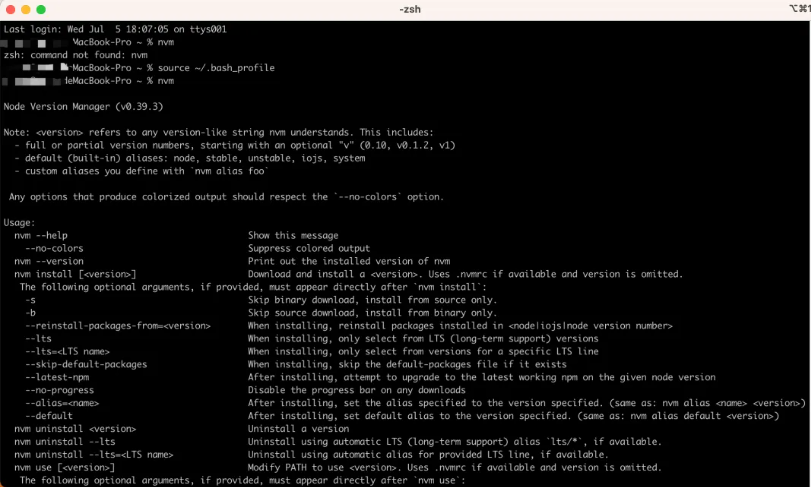 -zsh
⌥⌘1
Last login: Wed Jul  5 18:07:05 on ttys001
MacBook-Pro ~ % nvm
zsh: command not found: nvm
MacBook-Pro ~ % source ~/.bash_profile
deMacBook-Pro ~ % nvm
Node Version Manager (v0.39.3)
Note: <version> refers to any version-like string nvm understands. This includes:
- full or partial version numbers, starting with an optional "v" (0.10, v0.1.2, v1)
- default (built-in) aliases: node, stable, unstable, iojs, system
- custom aliases you define with `nvm alias foo`
Any options that produce colorized output should respect the `--no-colors` option.
Usage:
nvm --help Show this message
--no-colors Suppress colored output
nvm --version Print out the installed version of nvm
nvm install [<version>] Download and install a <version>. Uses .nvmrc if available and version is omitted.
The following optional arguments, if provided, must appear directly after `nvm install`:
-s Skip binary download, install from source only.
-b Skip source download, install from binary only.
--reinstall-packages-from=<version> When installing, reinstall packages installed in <node|iojs|node version number>
--lts When installing, only select from LTS (long-term support) versions
--lts=<LTS name> When installing, only select from versions for a specific LTS line
--skip-default-packages When installing, skip the default-packages file if it exists
--latest-npm After installing, attempt to upgrade to the latest working npm on the given node version
--no-progress Disable the progress bar on any downloads
--alias=<name> After installing, set the alias specified to the version specified. (same as: nvm alias <name> <version>)
--default After installing, set default alias to the version specified. (same as: nvm alias default <version>)
nvm uninstall <version> Uninstall a version
nvm uninstall --lts Uninstall using automatic LTS (long-term support) alias `lts/*`, if available.
nvm uninstall --lts=<LTS name> Uninstall using automatic alias for provided LTS line, if available.
nvm use [<version>] Modify PATH to use <version>. Uses .nvmrc if available and version is omitted.
The following optional arguments, if provided, must appear directly after `nvm use`: